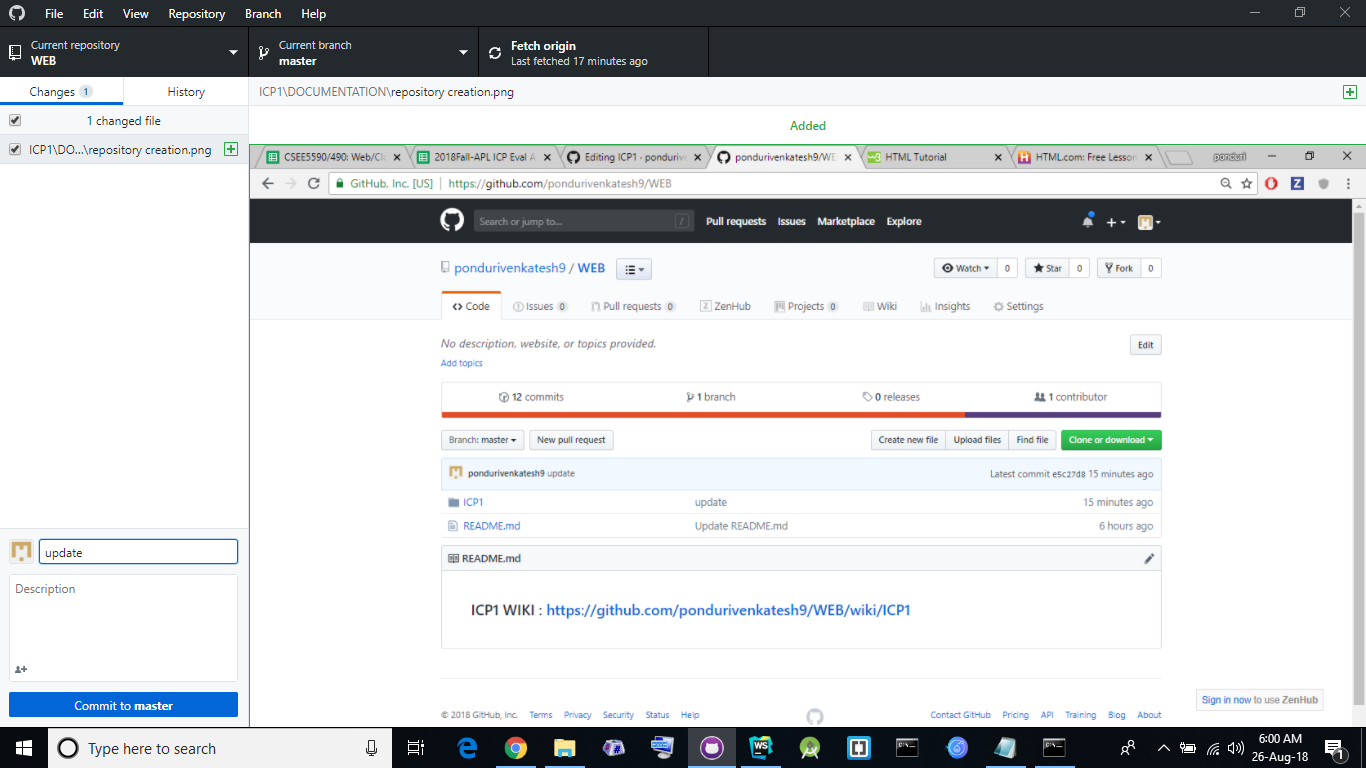 File Edit View Repository Branch Help
Current repository
WEB
Current branch
master
Fetch origin
Last fetched 17 minutes ago
Changes 1 History
ICP1\DOCUMENTATION\repository creation.png
1 changed file
Added
ICP1\DO...\repository creation.png
CSEE5590/490: Web/Clo
2018Fall-APL ICP Eval A
Editing ICP1 · ponduriv
pondurivenkatesh9/WE
HTML Tutorial
HTML.com: Free Lesson
ponduri
GitHub, Inc. [US] https://github.com/pondurivenkatesh9/WEB
Search or jump to... /
Pull requests Issues Marketplace Explore
pondurivenkatesh9 / WEB
Watch 0 Star 0 Fork 0
Code Issues 0 Pull requests 0 ZenHub Projects 0 Wiki Insights Settings
No description, website, or topics provided.
Edit
Add topics
12 commits 1 branch 0 releases 1 contributor
Branch: master New pull request Create new file Upload files Find file Clone or download
pondurivenkatesh9 update Latest commit e5c27d8 15 minutes ago
ICP1 update 15 minutes ago
README.md Update README.md 6 hours ago
README.md
ICP1 WIKI : https://github.com/pondurivenkatesh9/WEB/wiki/ICP1
Sign in now to use ZenHub
© 2018 GitHub, Inc. Terms Privacy Security Status Help Contact GitHub Pricing API Training Blog About
update
Description
Commit to master
Type here to search
WS
6:00 AM
26-Aug-18
1